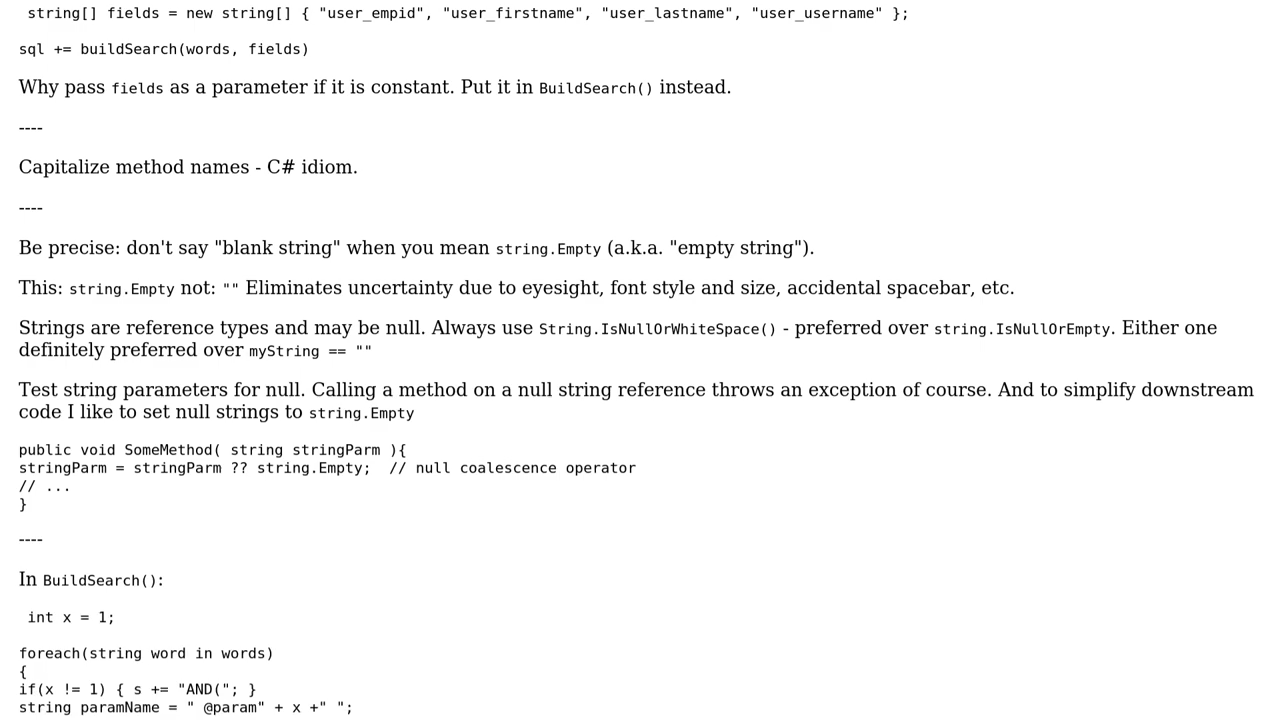 string[] fields = new string[] { "user_empid", "user_firstname", "user_lastname", "user_username" };
sql += buildSearch(words, fields)
Why pass fields as a parameter if it is constant. Put it in BuildSearch() instead.
----
Capitalize method names - C# idiom.
----
Be precise: don't say "blank string" when you mean string.Empty (a.k.a. "empty string").
This: string.Empty not: "" Eliminates uncertainty due to eyesight, font style and size, accidental spacebar, etc.
Strings are reference types and may be null. Always use String.IsNullOrWhiteSpace() - preferred over string.IsNullOrEmpty. Either one
definitely preferred over myString == ""
Test string parameters for null. Calling a method on a null string reference throws an exception of course. And to simplify downstream
code I like to set null strings to string.Empty
public void SomeMethod( string stringParm ){
stringParm = stringParm ?? string.Empty;  // null coalescence operator
// ...
}
----
In BuildSearch():
int x = 1;
foreach(string word in words)
{
if(x != 1) { s += "AND("; }
string paramName = " @param" + x +" ";